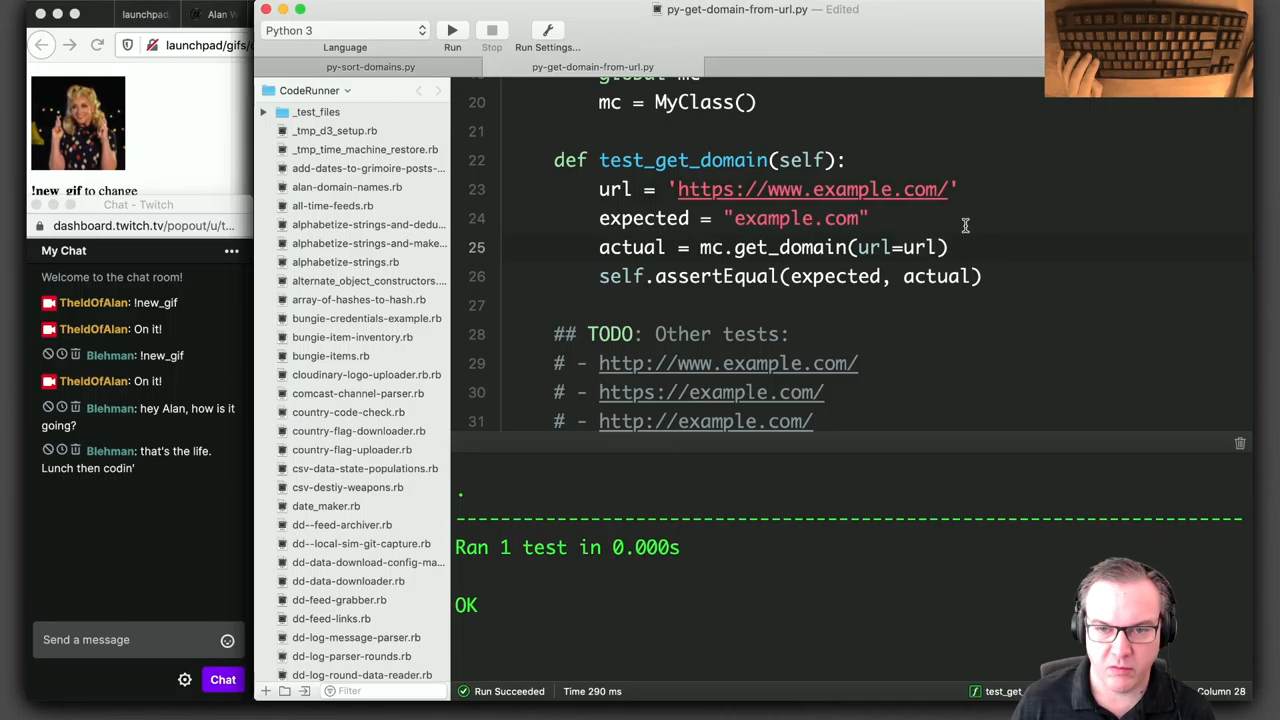 launchpad
Alan W
launchpad/gifs/
!new_gif to change
Chat - Twitch
dashboard.twitch.tv/popout/u/t...
My Chat
Welcome to the chat room!
TheIdOfAlan: !new_gif
TheIdOfAlan: On it!
Blehman: !new_gif
TheIdOfAlan: On it!
Blehman: hey Alan, how is it
going?
Blehman: that's the life.
Lunch then codin'
Send a message
Chat
py-get-domain-from-url.py — Edited
Python 3
Language
Run
Stop
Run Settings...
py-sort-domains.py
py-get-domain-from-url.py
CodeRunner
_test_files
_tmp_d3_setup.rb
_tmp_time_machine_restore.rb
add-dates-to-grimoire-posts-...
alan-domain-names.rb
all-time-feeds.rb
alphabetize-strings-and-dedu...
alphabetize-strings-and-make...
alphabetize-strings.rb
alternate_object_constructors....
array-of-hashes-to-hash.rb
bungie-credentials-example.rb
bungie-item-inventory.rb
bungie-items.rb
cloudinary-logo-uploader.rb
comcast-channel-parser.rb
country-code-check.rb
country-flag-downloader.rb
country-flag-uploader.rb
csv-data-state-populations.rb
csv-destiy-weapons.rb
date_maker.rb
dd--feed-archiver.rb
dd--local-sim-git-capture.rb
dd-data-download-config-ma...
dd-data-downloader.rb
dd-feed-grabber.rb
dd-feed-links.rb
dd-log-message-parser.rb
dd-log-parser-rounds.rb
dd-log-round-data-reader.rb
Filter
global mc
20 mc = MyClass()
21
22 def test_get_domain(self):
23 url = 'https://www.example.com/'
24 expected = "example.com"
25 actual = mc.get_domain(url=url)
26 self.assertEqual(expected, actual)
27
28 ## TODO: Other tests:
29 # - http://www.example.com/
30 # - https://example.com/
31 # - http://example.com/
.
----------------------------------------------------------------------
Ran 1 test in 0.000s
OK
Run Succeeded
Time 290 ms
test_get_
Column 28